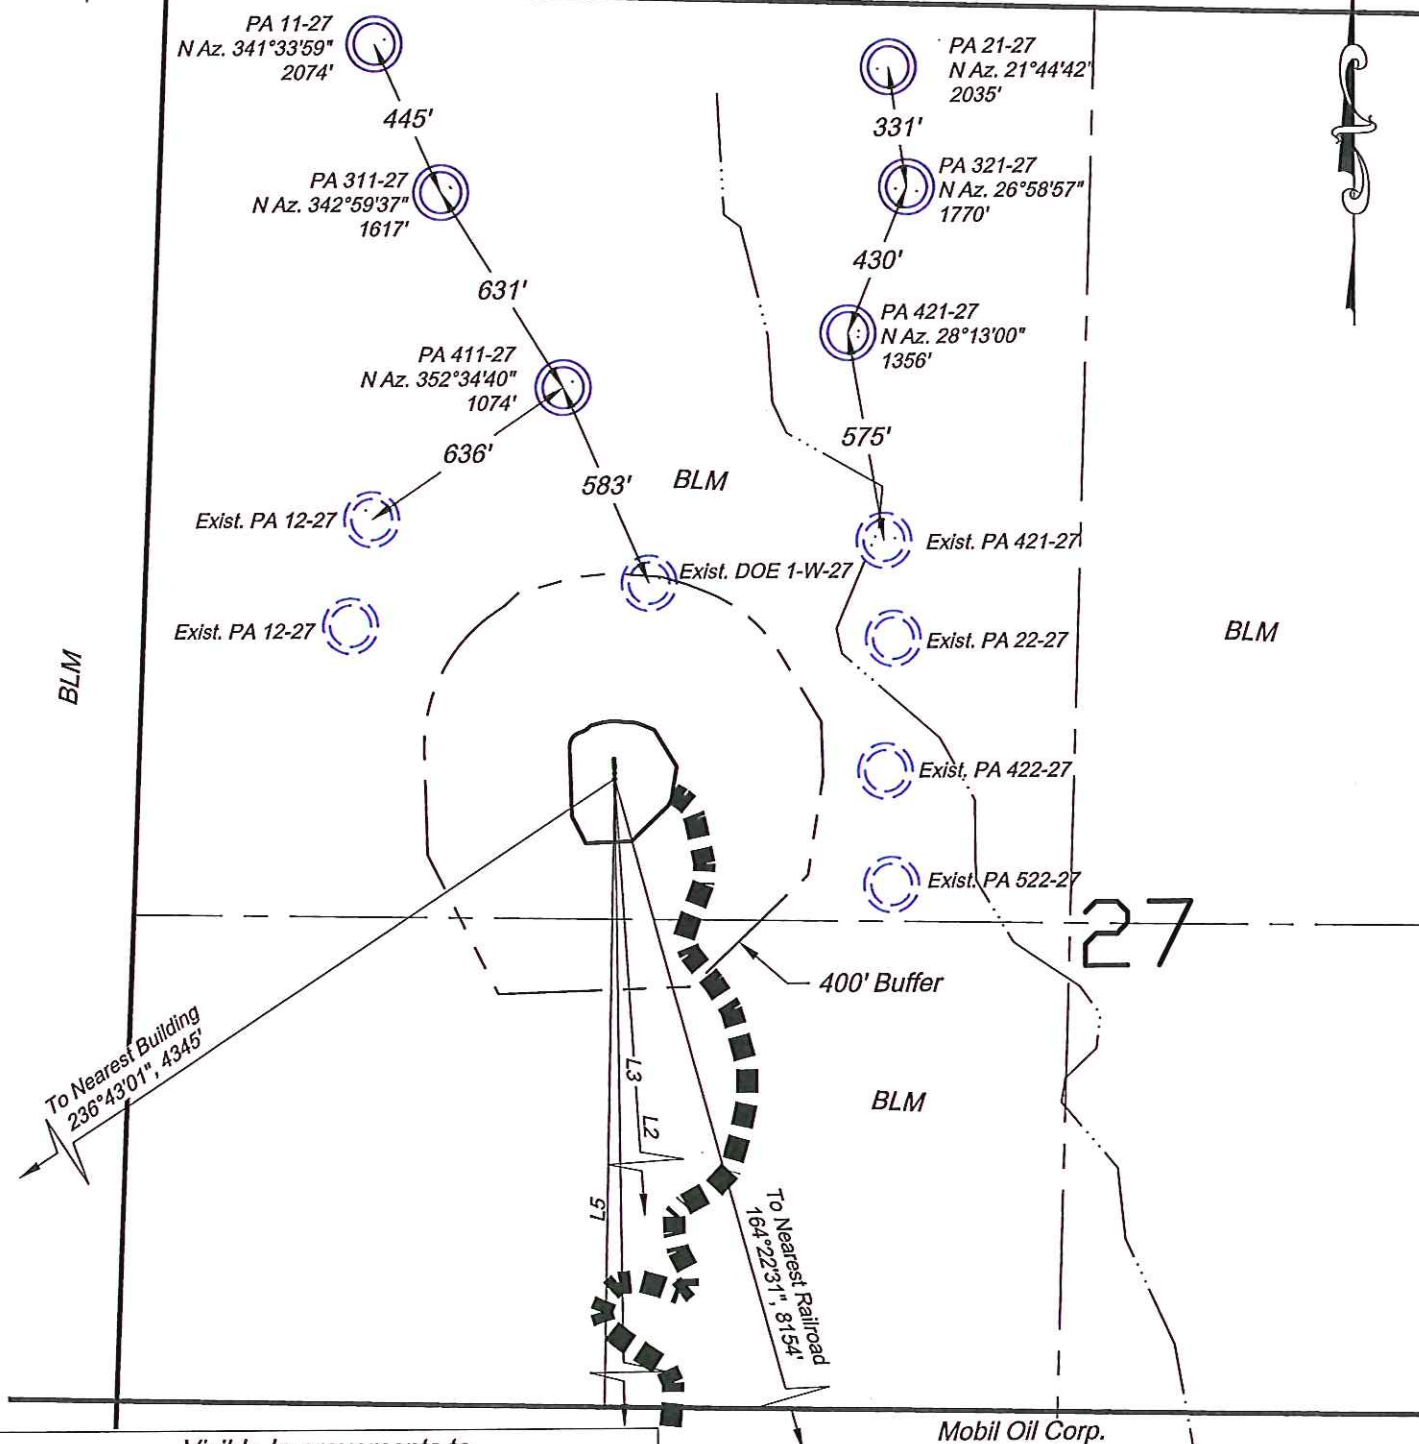 PA 11-27
N Az. 341°33'59"
2074'
PA 21-27
N Az. 21°44'42'
2035'
445'
331'
PA 311-27
N Az. 342°59'37"
1617'
PA 321-27
N Az. 26°58'57"
1770'
631'
430'
PA 421-27
N Az. 28°13'00"
1356'
PA 411-27
N Az. 352°34'40"
1074'
636'
583'
575'
BLM
Exist. PA 12-27
Exist. PA 421-27
Exist. DOE 1-W-27
Exist. PA 12-27
Exist. PA 22-27
BLM
BLM
Exist. PA 422-27
Exist. PA 522-27
27
400' Buffer
To Nearest Building
236°43'01", 4345'
L3
L2
BLM
L5
To Nearest Railroad
164°22'31", 8154'
Mobil Oil Corp.